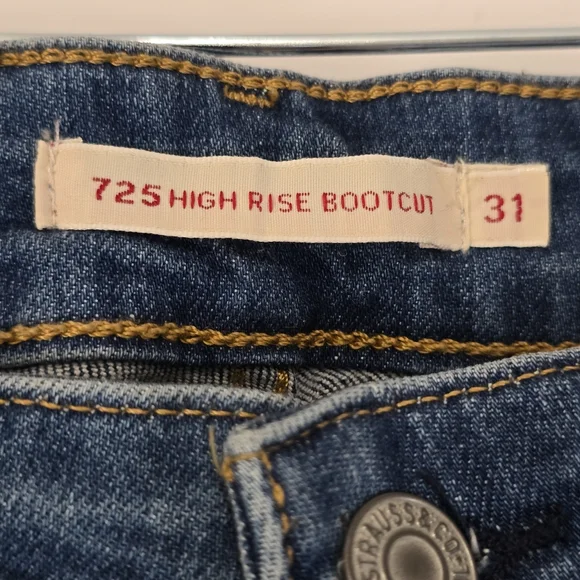 725 HIGH RISE BOOTCUT 31
STRAUSS & CO